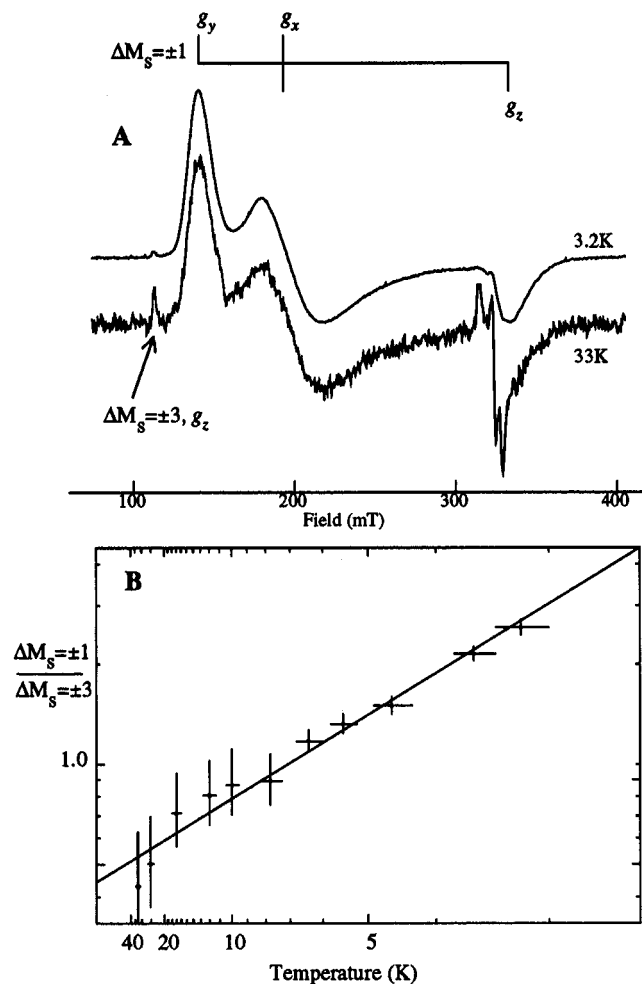 g_y g_x
ΔM_S=±1
g_z
A
3.2K
33K
ΔM_S=±3, g_z
100 200 300 400
Field (mT)
B
ΔM_S=±1
ΔM_S=±3
1.0
40 20 10 5
Temperature (K)